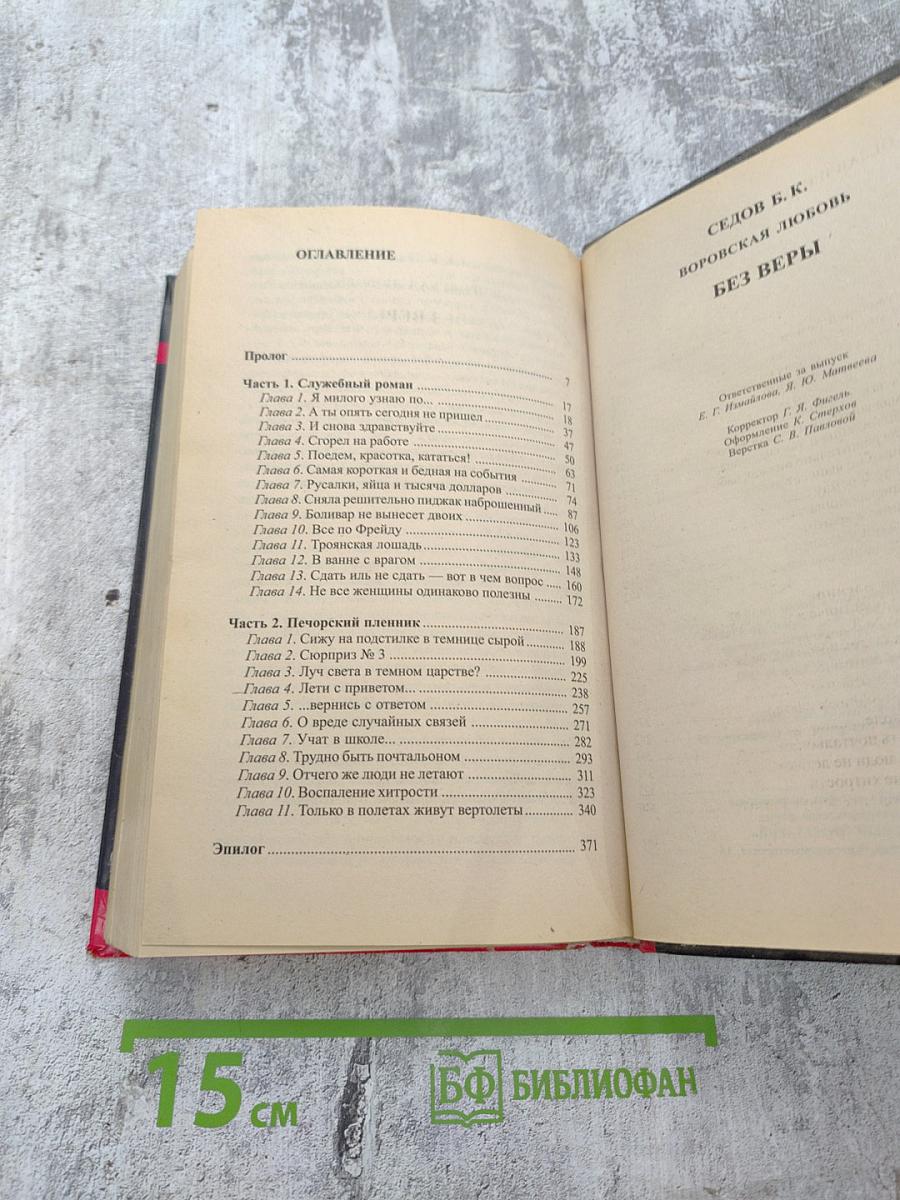 ОГЛАВЛЕНИЕ
Пролог ........ 7
Часть 1. Служебный роман ........ 17
Глава 1. Я милого узнаю по... ........ 18
Глава 2. А ты опять сегодня не пришел ........ 37
Глава 3. И снова здравствуйте ........ 47
Глава 4. Сгорел на работе ........ 50
Глава 5. Поедем, красотка, кататься! ........ 63
Глава 6. Самая короткая и бедная на события ........ 71
Глава 7. Русалки, яйца и тысяча долларов ........ 74
Глава 8. Сняла решительно пиджак наброшенный ........ 87
Глава 9. Боливар не вынесет двоих ........ 106
Глава 10. Все по Фрейду ........ 123
Глава 11. Троянская лошадь ........ 133
Глава 12. В ванне с врагом ........ 148
Глава 13. Сдать иль не сдать — вот в чем вопрос ........ 160
Глава 14. Не все женщины одинаково полезны ........ 172
Часть 2. Печорский пленник ........ 187
Глава 1. Сижу на подстилке в темнице сырой ........ 188
Глава 2. Сюрприз № 3 ........ 199
Глава 3. Луч света в темном царстве? ........ 225
Глава 4. Лети с приветом... ........ 238
Глава 5. ...вернись с ответом ........ 257
Глава 6. О вреде случайных связей ........ 271
Глава 7. Учат в школе... ........ 282
Глава 8. Трудно быть почтальоном ........ 293
Глава 9. Отчего же люди не летают ........ 311
Глава 10. Воспаление хитрости ........ 323
Глава 11. Только в полетах живут вертолеты ........ 340
Эпилог ........ 371
СЕДОВ Б. К.
ВОРОВСКАЯ ЛЮБОВЬ
БЕЗ ВЕРЫ
Ответственные за выпуск
Е. Г. Измайлова, Я. Ю. Матвеева
Корректор Г. Я. Фигель
Оформление К. Стерхов
Верстка С. В. Павловой
15 см
БФ БИБЛИОФАН